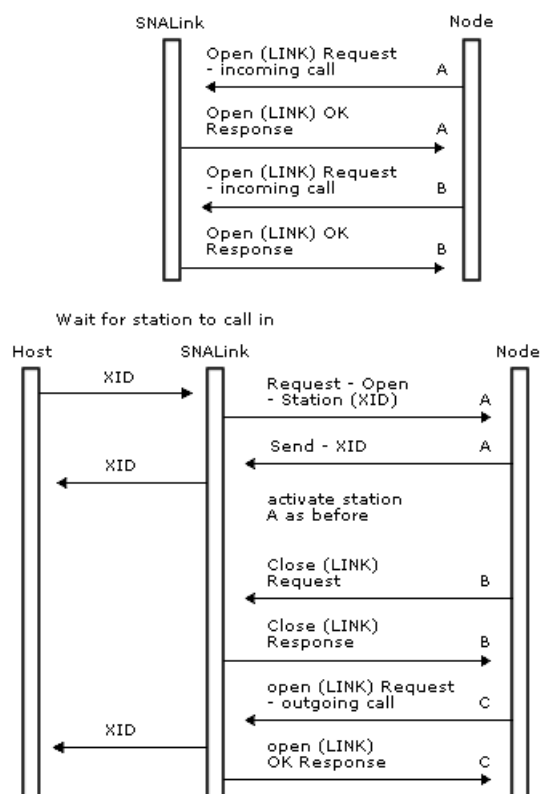 SNALink Node
Open (LINK) Request
- incoming call A
Open (LINK) OK
Response A
Open (LINK) Request
- incoming call B
Open (LINK) OK
Response B
Wait for station to call in
Host SNALink Node
XID
Request - Open
- Station (XID) A
Send - XID A
XID
activate station
A as before
Close (LINK)
Request B
Close (LINK)
Response B
open (LINK) Request
- outgoing call C
XID
open (LINK)
OK Response C